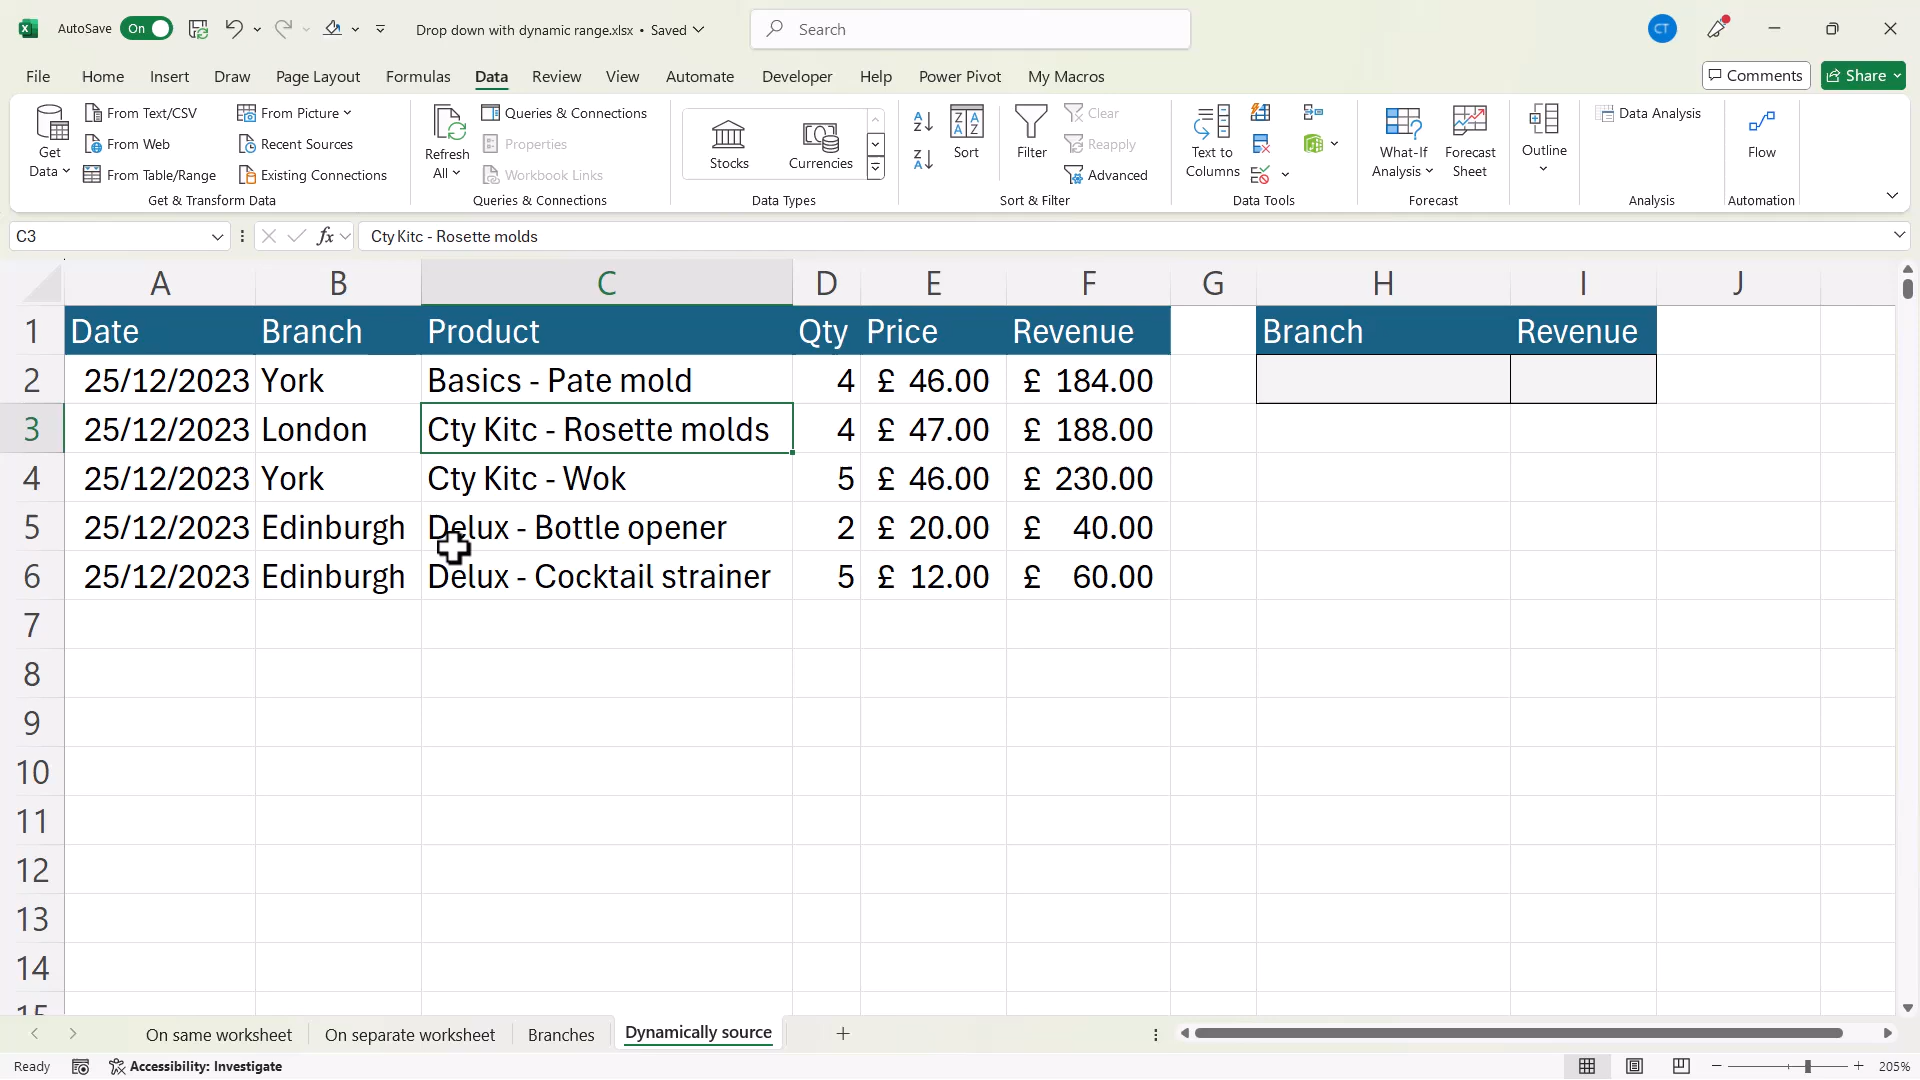 AutoSave On Drop down with dynamic range.xlsx • Saved Search CT
File Home Insert Draw Page Layout Formulas Data Review View Automate Developer Help Power Pivot My Macros Comments Share
Get Data
From Text/CSV
From Web
From Table/Range
From Picture
Recent Sources
Existing Connections
Get & Transform Data
Refresh All
Queries & Connections
Properties
Workbook Links
Queries & Connections
Stocks Currencies
Data Types
Sort
Filter
Clear
Reapply
Advanced
Sort & Filter
Text to Columns
Data Tools
What-If Analysis
Forecast Sheet
Forecast
Outline
Data Analysis
Analysis
Flow
Automation
C3 fx Cty Kitc - Rosette molds
A B C D E F G H I J
1 Date Branch Product Qty Price Revenue Branch Revenue
2 25/12/2023 York Basics - Pate mold 4 £ 46.00 £ 184.00
3 25/12/2023 London Cty Kitc - Rosette molds 4 £ 47.00 £ 188.00
4 25/12/2023 York Cty Kitc - Wok 5 £ 46.00 £ 230.00
5 25/12/2023 Edinburgh Delux - Bottle opener 2 £ 20.00 £ 40.00
6 25/12/2023 Edinburgh Delux - Cocktail strainer 5 £ 12.00 £ 60.00
7
8
9
10
11
12
13
14
15
On same worksheet On separate worksheet Branches Dynamically source
Ready Accessibility: Investigate 205%